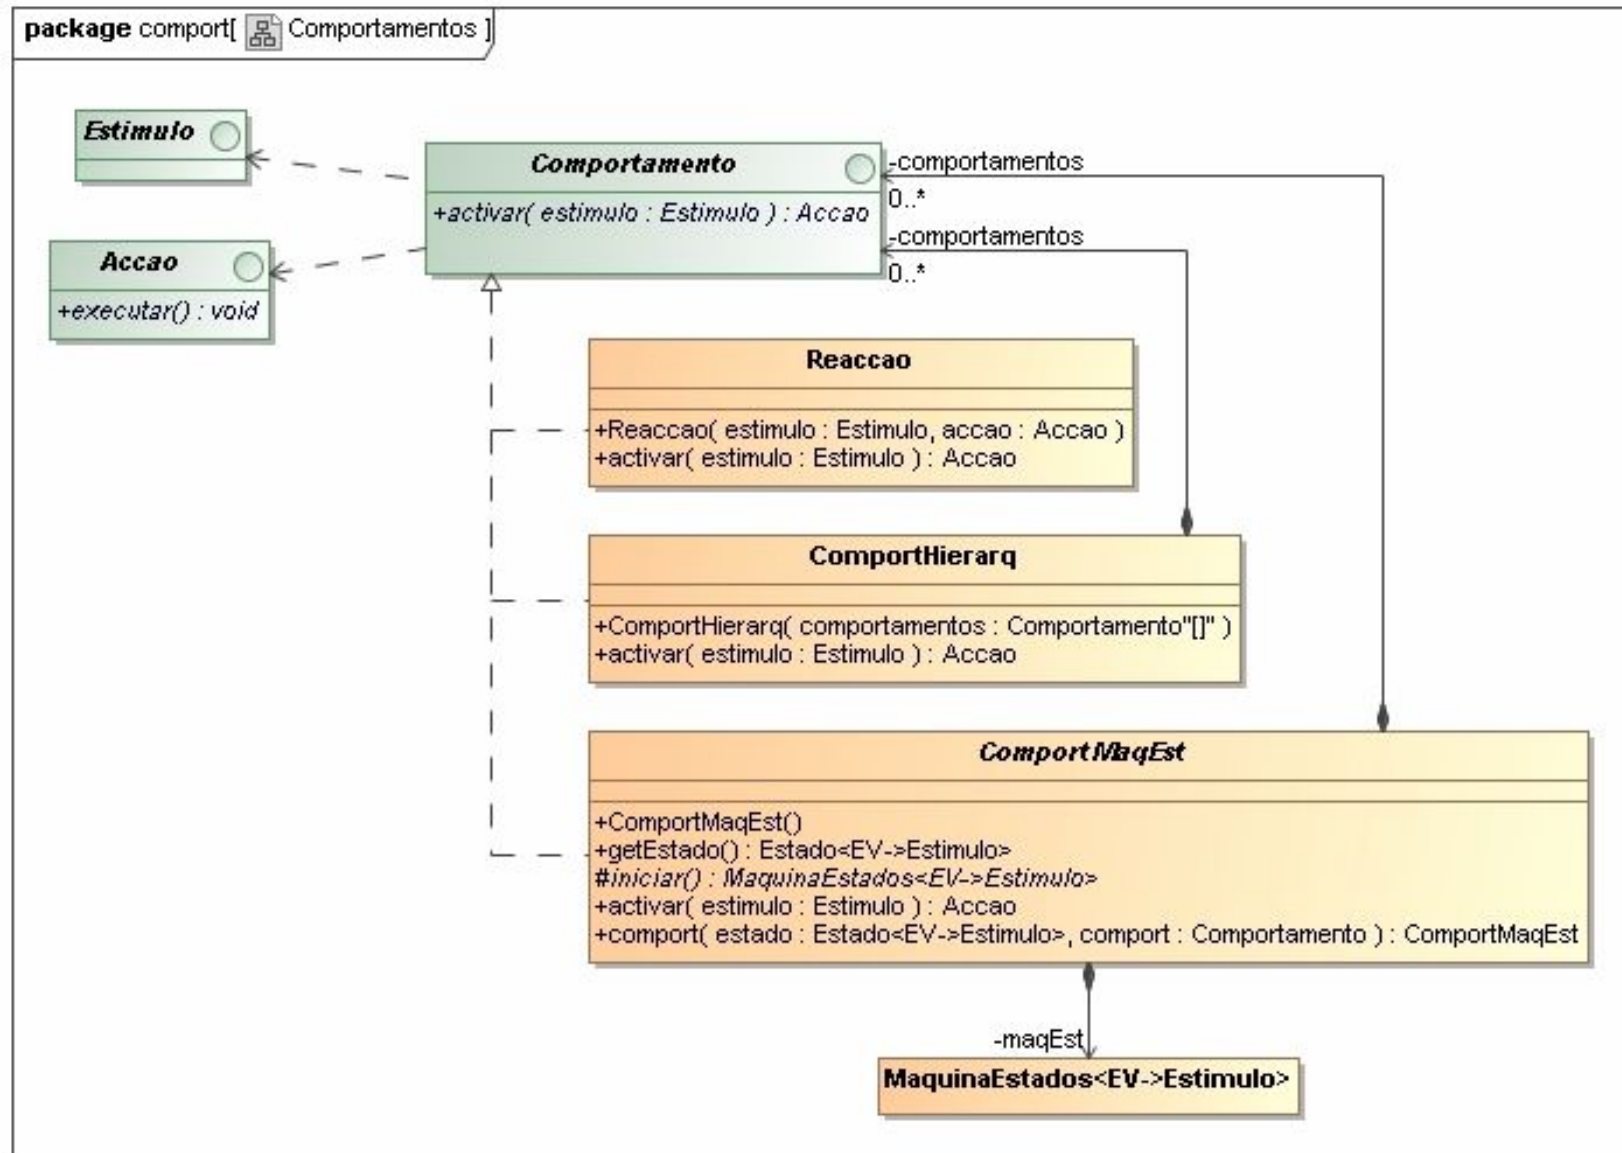 package comport[ Comportamentos ]
Estimulo
Comportamento
+activar( estimulo : Estimulo ) : Accao
-comportamentos
0..*
-comportamentos
0..*
Accao
+executar() : void
Reaccao
+Reaccao( estimulo : Estimulo, accao : Accao )
+activar( estimulo : Estimulo ) : Accao
ComportHierarq
+ComportHierarq( comportamentos : Comportamento"[]" )
+activar( estimulo : Estimulo ) : Accao
ComportMaqEst
+ComportMaqEst()
+getEstado() : Estado<EV->Estimulo>
#iniciar() : MaquinaEstados<EV->Estimulo>
+activar( estimulo : Estimulo ) : Accao
+comport( estado : Estado<EV->Estimulo>, comport : Comportamento ) : ComportMaqEst
-maqEst
MaquinaEstados<EV->Estimulo>